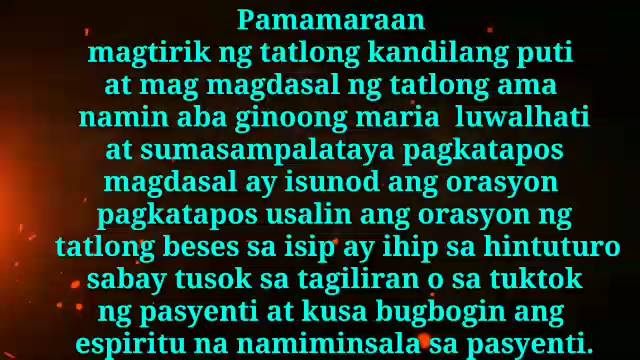 Pamamaraan
magtirik ng tatlong kandilang puti
at mag magdasal ng tatlong ama
namin aba ginoong maria luwalhati
at sumasampalataya pagkatapos
magdasal ay isunod ang orasyon
pagkatapos usalin ang orasyon ng
tatlong beses sa isip ay ihip sa hintuturo
sabay tusok sa tagiliran o sa tuktok
ng pasyenti at kusa bugbogin ang
espiritu na namiminsala sa pasyenti.